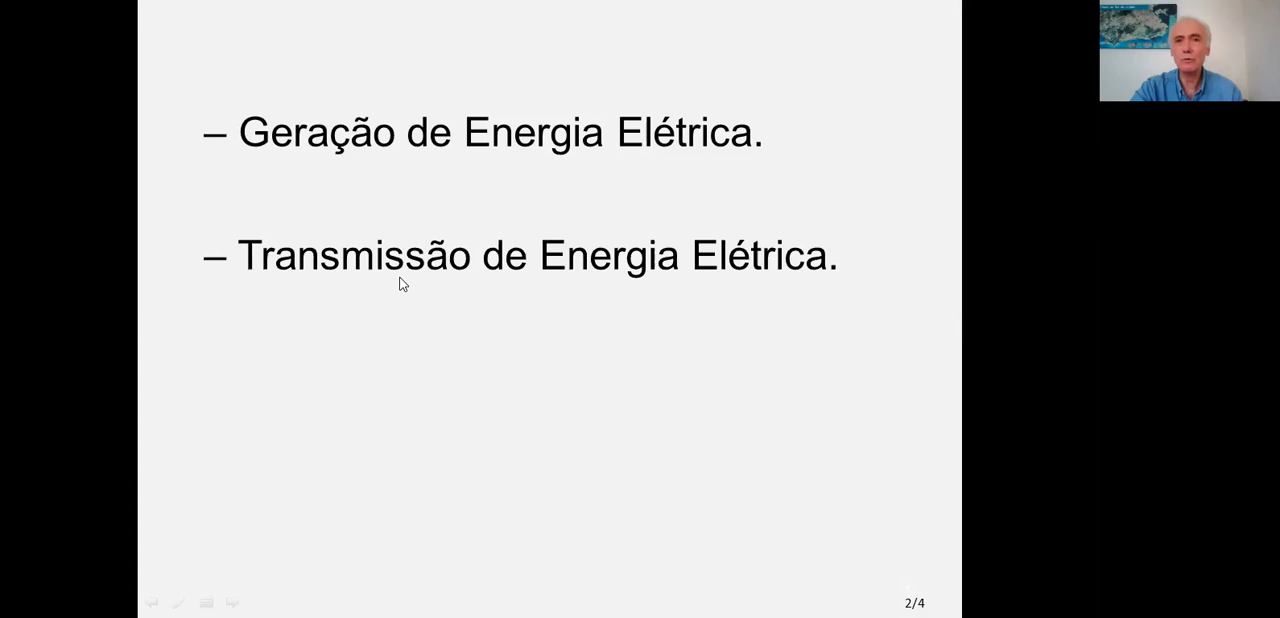 – Geração de Energia Elétrica.
– Transmissão de Energia Elétrica.
2/4